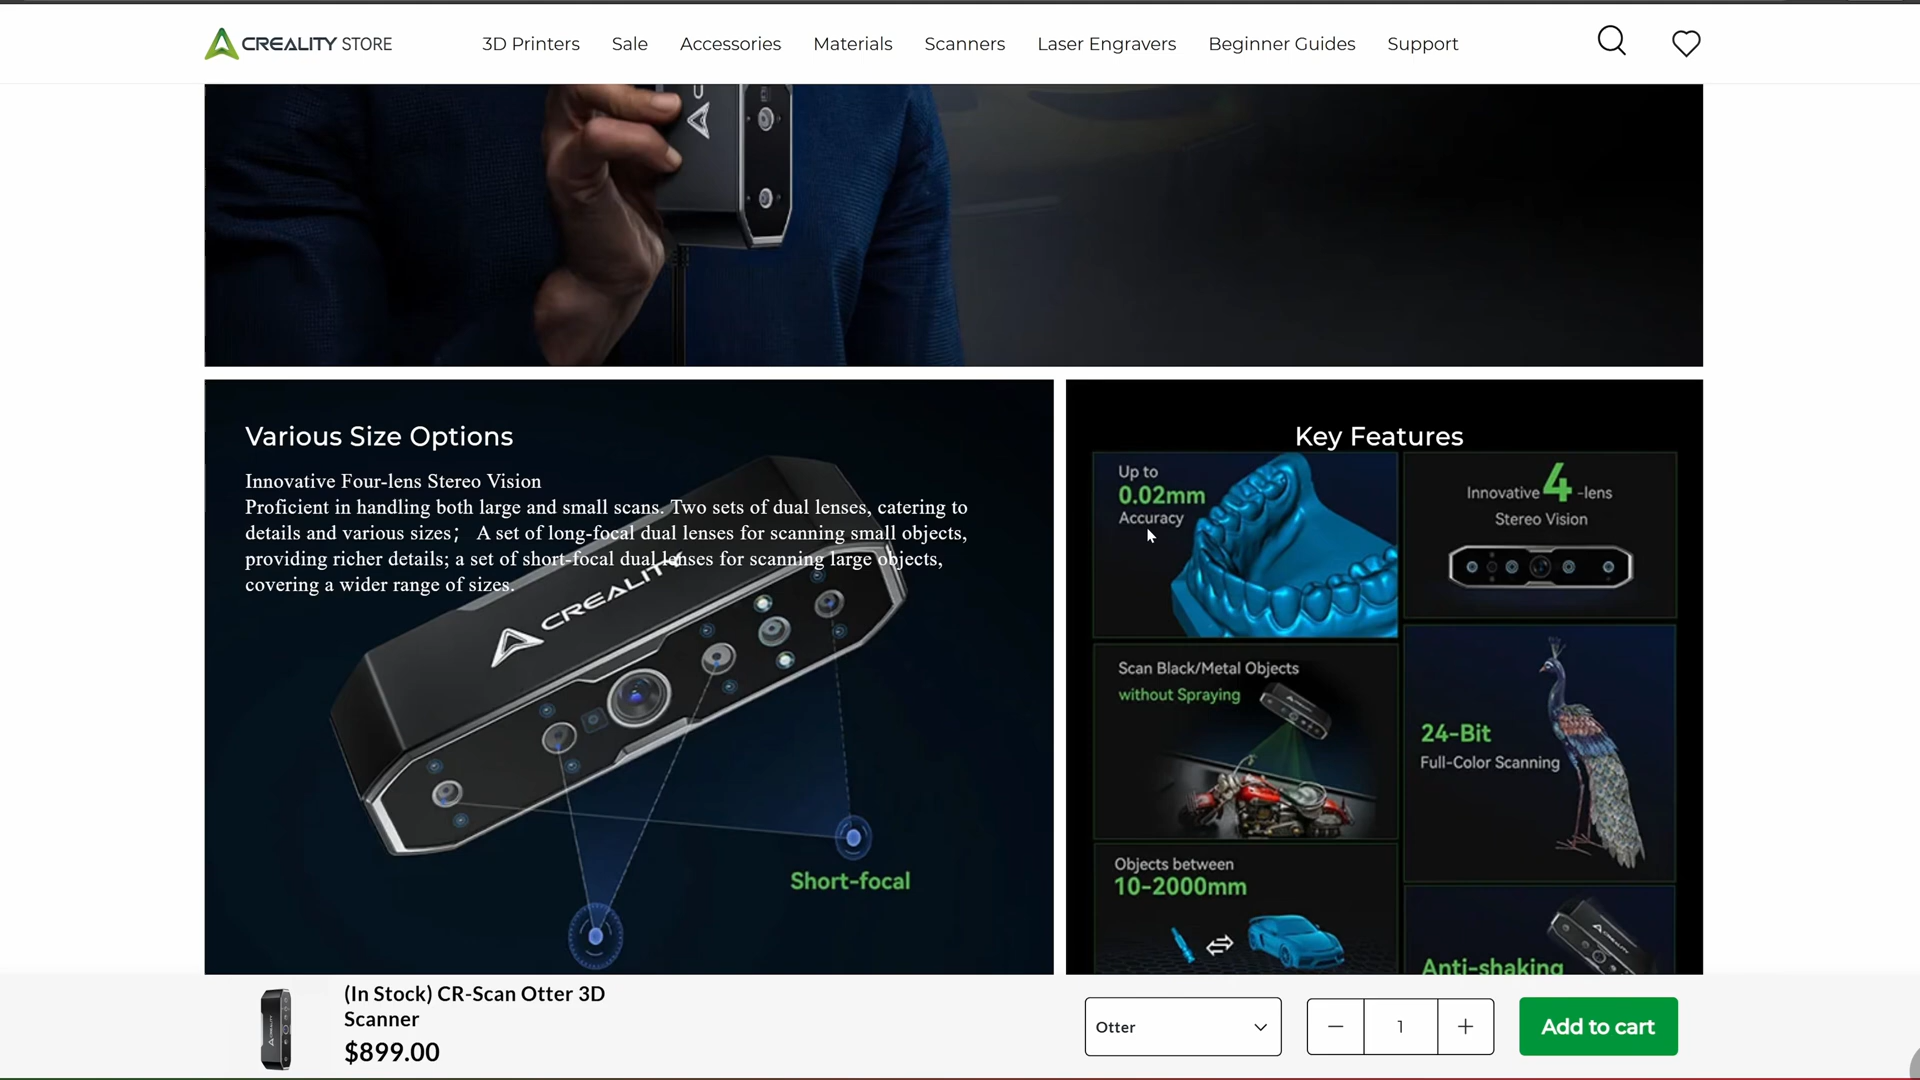 CREALITY STORE
3D Printers
Sale
Accessories
Materials
Scanners
Laser Engravers
Beginner Guides
Support
Various Size Options
Innovative Four-lens Stereo Vision
Proficient in handling both large and small scans. Two sets of dual lenses, catering to
details and various sizes； A set of long-focal dual lenses for scanning small objects,
providing richer details; a set of short-focal dual lenses for scanning large objects,
covering a wider range of sizes.
CREALITY
Short-focal
Key Features
Up to
0.02mm
Accuracy
Innovative 4 -lens
Stereo Vision
Scan Black/Metal Objects
without Spraying
24-Bit
Full-Color Scanning
Objects between
10-2000mm
Anti-shaking
(In Stock) CR-Scan Otter 3D
Scanner
$899.00
Otter
1
Add to cart